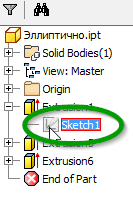 Эллиптично.ipt
Solid Bodies(1)
View: Master
Origin
Extrusion1
Sketch1
Extrusion6
End of Part